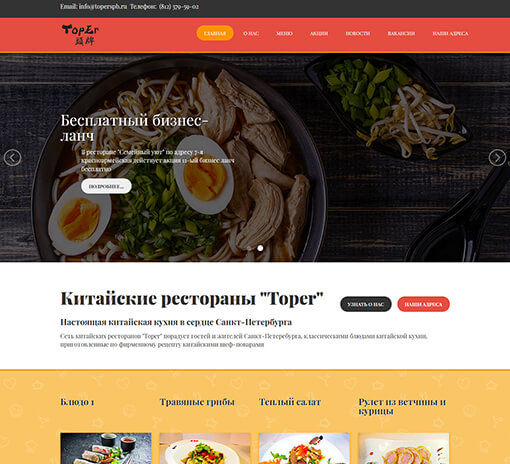 Email: info@toperspb.ru Телефон: (812) 579-59-02
TopEr
頭牌
ГЛАВНАЯ О НАС МЕНЮ АКЦИИ НОВОСТИ ВАКАНСИИ НАШИ АДРЕСА
Бесплатный бизнес-
ланч
В ресторане "Семейный уют" по адресу 7-я
красноармейская действует акция 11-ый бизнес ланч
бесплатно
ПОДРОБНЕЕ...
Китайские рестораны "Toper"
УЗНАТЬ О НАС НАШИ АДРЕСА
Настоящая китайская кухня в сердце Санкт-Петербурга
Сеть китайских ресторанов "Toper" порадует гостей и жителей Санкт-Петеребурга, классическими блюдами китайской кухни,
приготовленные по фирменному рецепту китайскими шеф-поварами
Блюдо 1 Травяные грибы Теплый салат Рулет из ветчины и
курицы